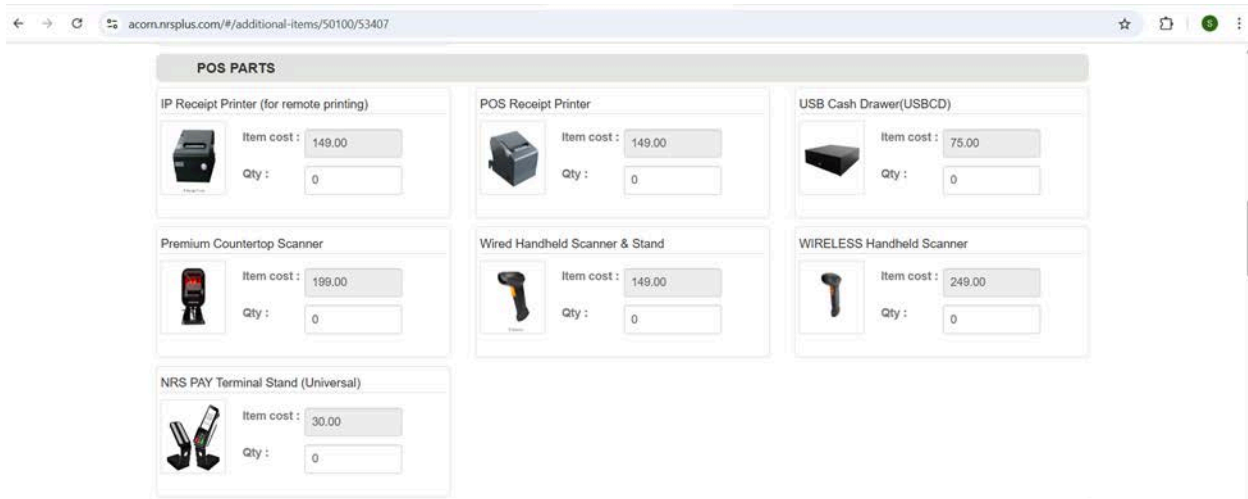 acorn.nrsplus.com/#/additional-items/50100/53407
S
POS PARTS
IP Receipt Printer (for remote printing)
Item cost : 149.00
Qty : 0
POS Receipt Printer
Item cost : 149.00
Qty : 0
USB Cash Drawer(USBCD)
Item cost : 75.00
Qty : 0
Premium Countertop Scanner
Item cost : 199.00
Qty : 0
Wired Handheld Scanner & Stand
Item cost : 149.00
Qty : 0
WIRELESS Handheld Scanner
Item cost : 249.00
Qty : 0
NRS PAY Terminal Stand (Universal)
Item cost : 30.00
Qty : 0